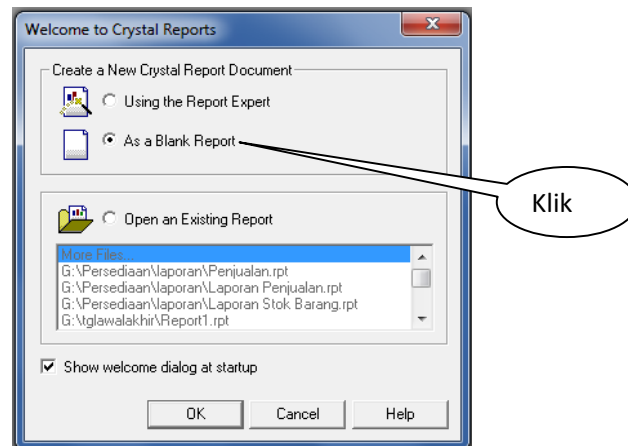 Welcome to Crystal Reports
Create a New Crystal Report Document
Using the Report Expert
As a Blank Report
Klik
Open an Existing Report
More Files...
G:\Persediaan\laporan\Penjualan.rpt
G:\Persediaan\laporan\Laporan Penjualan.rpt
G:\Persediaan\laporan\Laporan Stok Barang.rpt
G:\tglawalakhir\Report1.rpt
Show welcome dialog at startup
OK Cancel Help